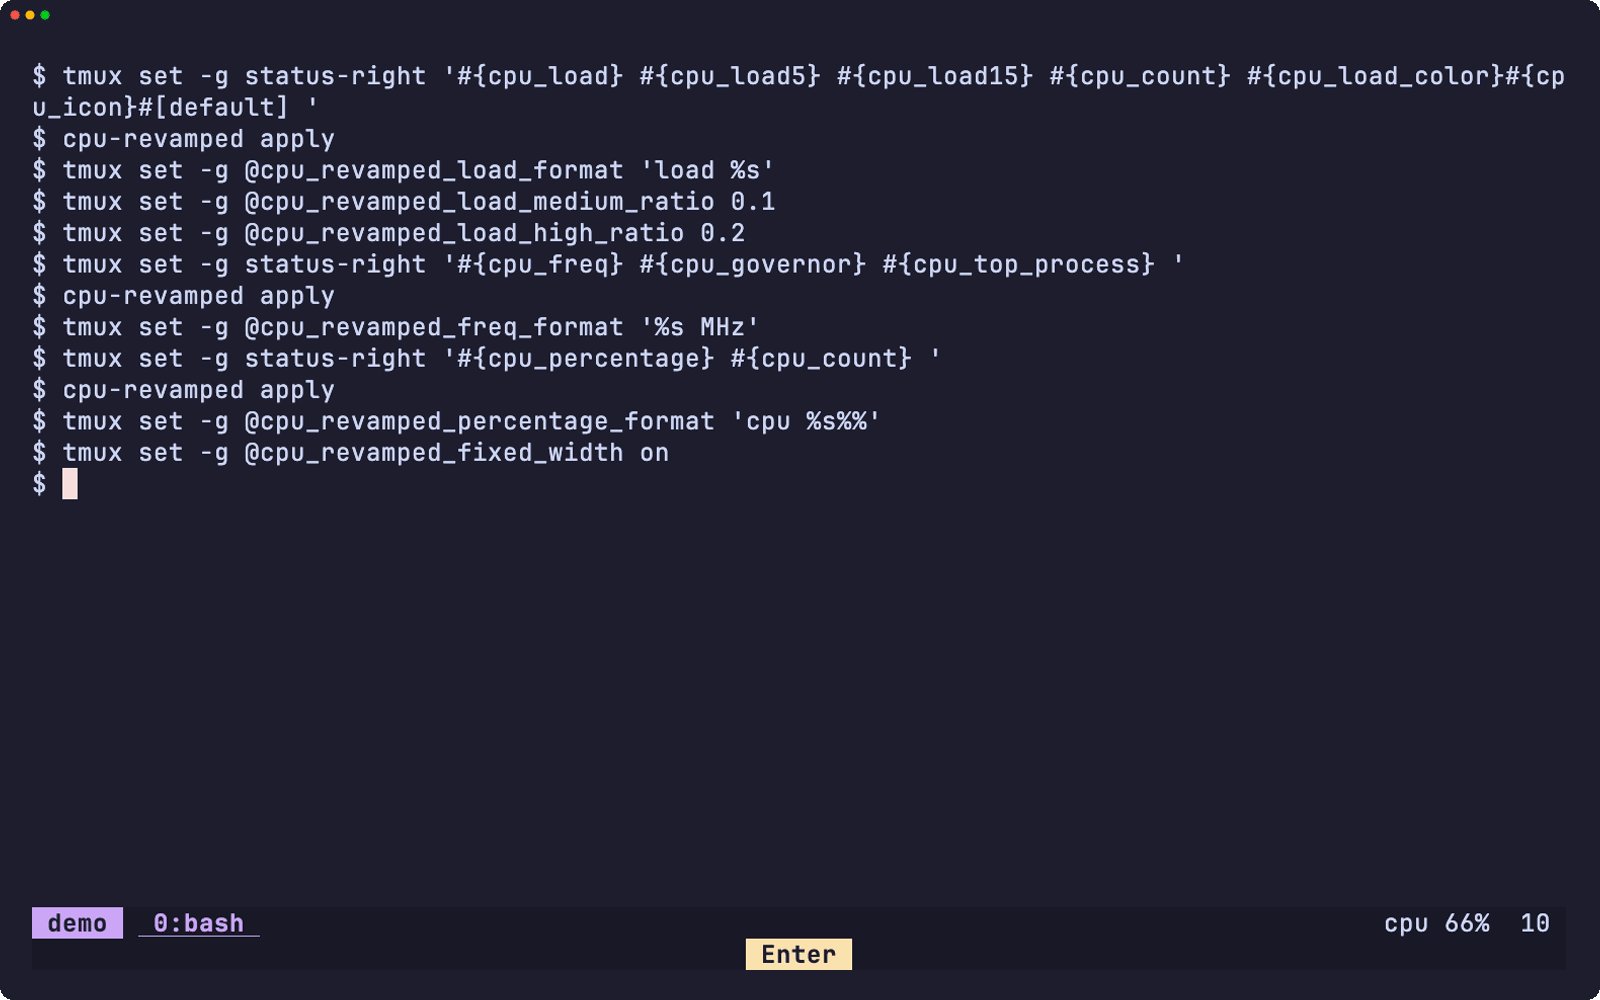 $ tmux set -g status-right '#{cpu_load} #{cpu_load5} #{cpu_load15} #{cpu_count} #{cpu_load_color}#{cp
u_icon}#[default] '
$ cpu-revamped apply
$ tmux set -g @cpu_revamped_load_format 'load %s'
$ tmux set -g @cpu_revamped_load_medium_ratio 0.1
$ tmux set -g @cpu_revamped_load_high_ratio 0.2
$ tmux set -g status-right '#{cpu_freq} #{cpu_governor} #{cpu_top_process} '
$ cpu-revamped apply
$ tmux set -g @cpu_revamped_freq_format '%s MHz'
$ tmux set -g status-right '#{cpu_percentage} #{cpu_count} '
$ cpu-revamped apply
$ tmux set -g @cpu_revamped_percentage_format 'cpu %s%%'
$ tmux set -g @cpu_revamped_fixed_width on
$
demo 0:bash cpu 66% 10
Enter